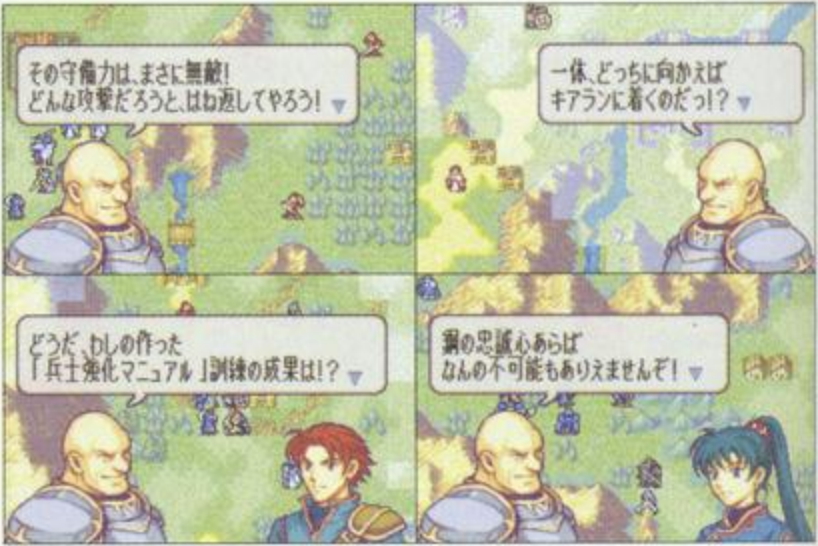 その守備力は、まさに無敵!
どんな攻撃だろうと、はね返してやろう!
一体、どっちに向かえば
キアランに着くのだっ!?
どうだ、わしの作った
「兵士強化マニュアル」訓練の成果は!?
鋼の忠誠心あらば
なんの不可能もありえませんぞ!